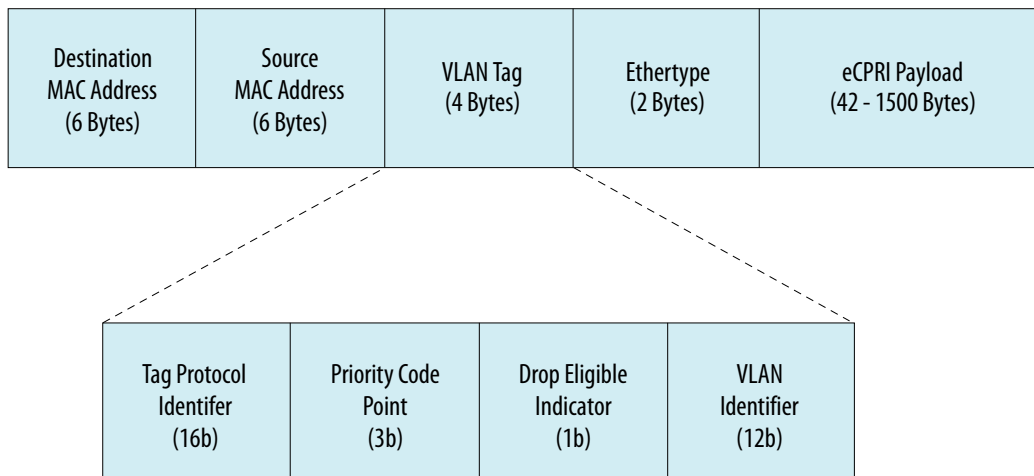 Destination
MAC Address
(6 Bytes)
Source
MAC Address
(6 Bytes)
VLAN Tag
(4 Bytes)
Ethertype
(2 Bytes)
eCPRI Payload
(42 - 1500 Bytes)
Tag Protocol
Identifer
(16b)
Priority Code
Point
(3b)
Drop Eligible
Indicator
(1b)
VLAN
Identifier
(12b)